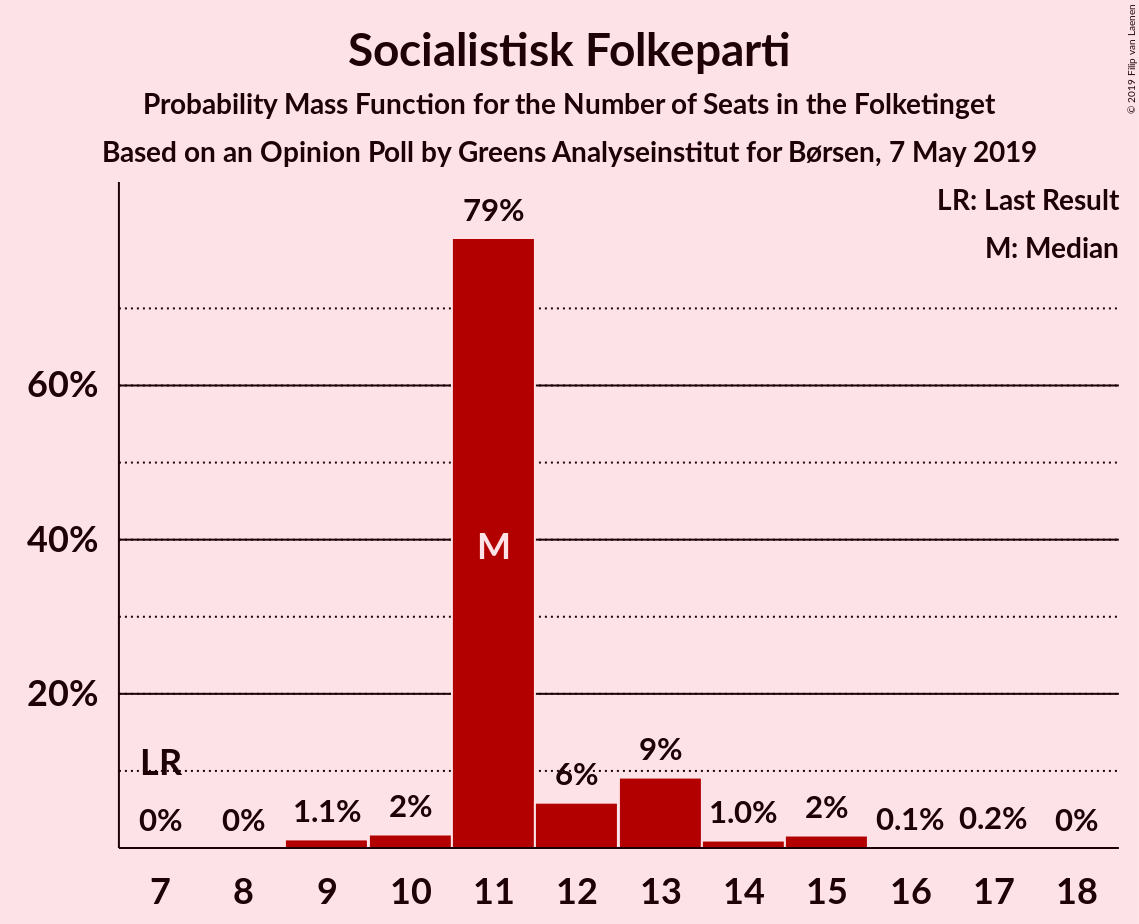 Socialistisk Folkeparti
Probability Mass Function for the Number of Seats in the Folketinget
Based on an Opinion Poll by Greens Analyseinstitut for Børsen, 7 May 2019
© 2019 Filip van Laenen
LR: Last Result
M: Median
79%
60%
40%
20%
M
LR
0%
0%
1.1%
2%
6%
9%
1.0%
2%
0.1%
0.2%
0%
7 8 9 10 11 12 13 14 15 16 17 18